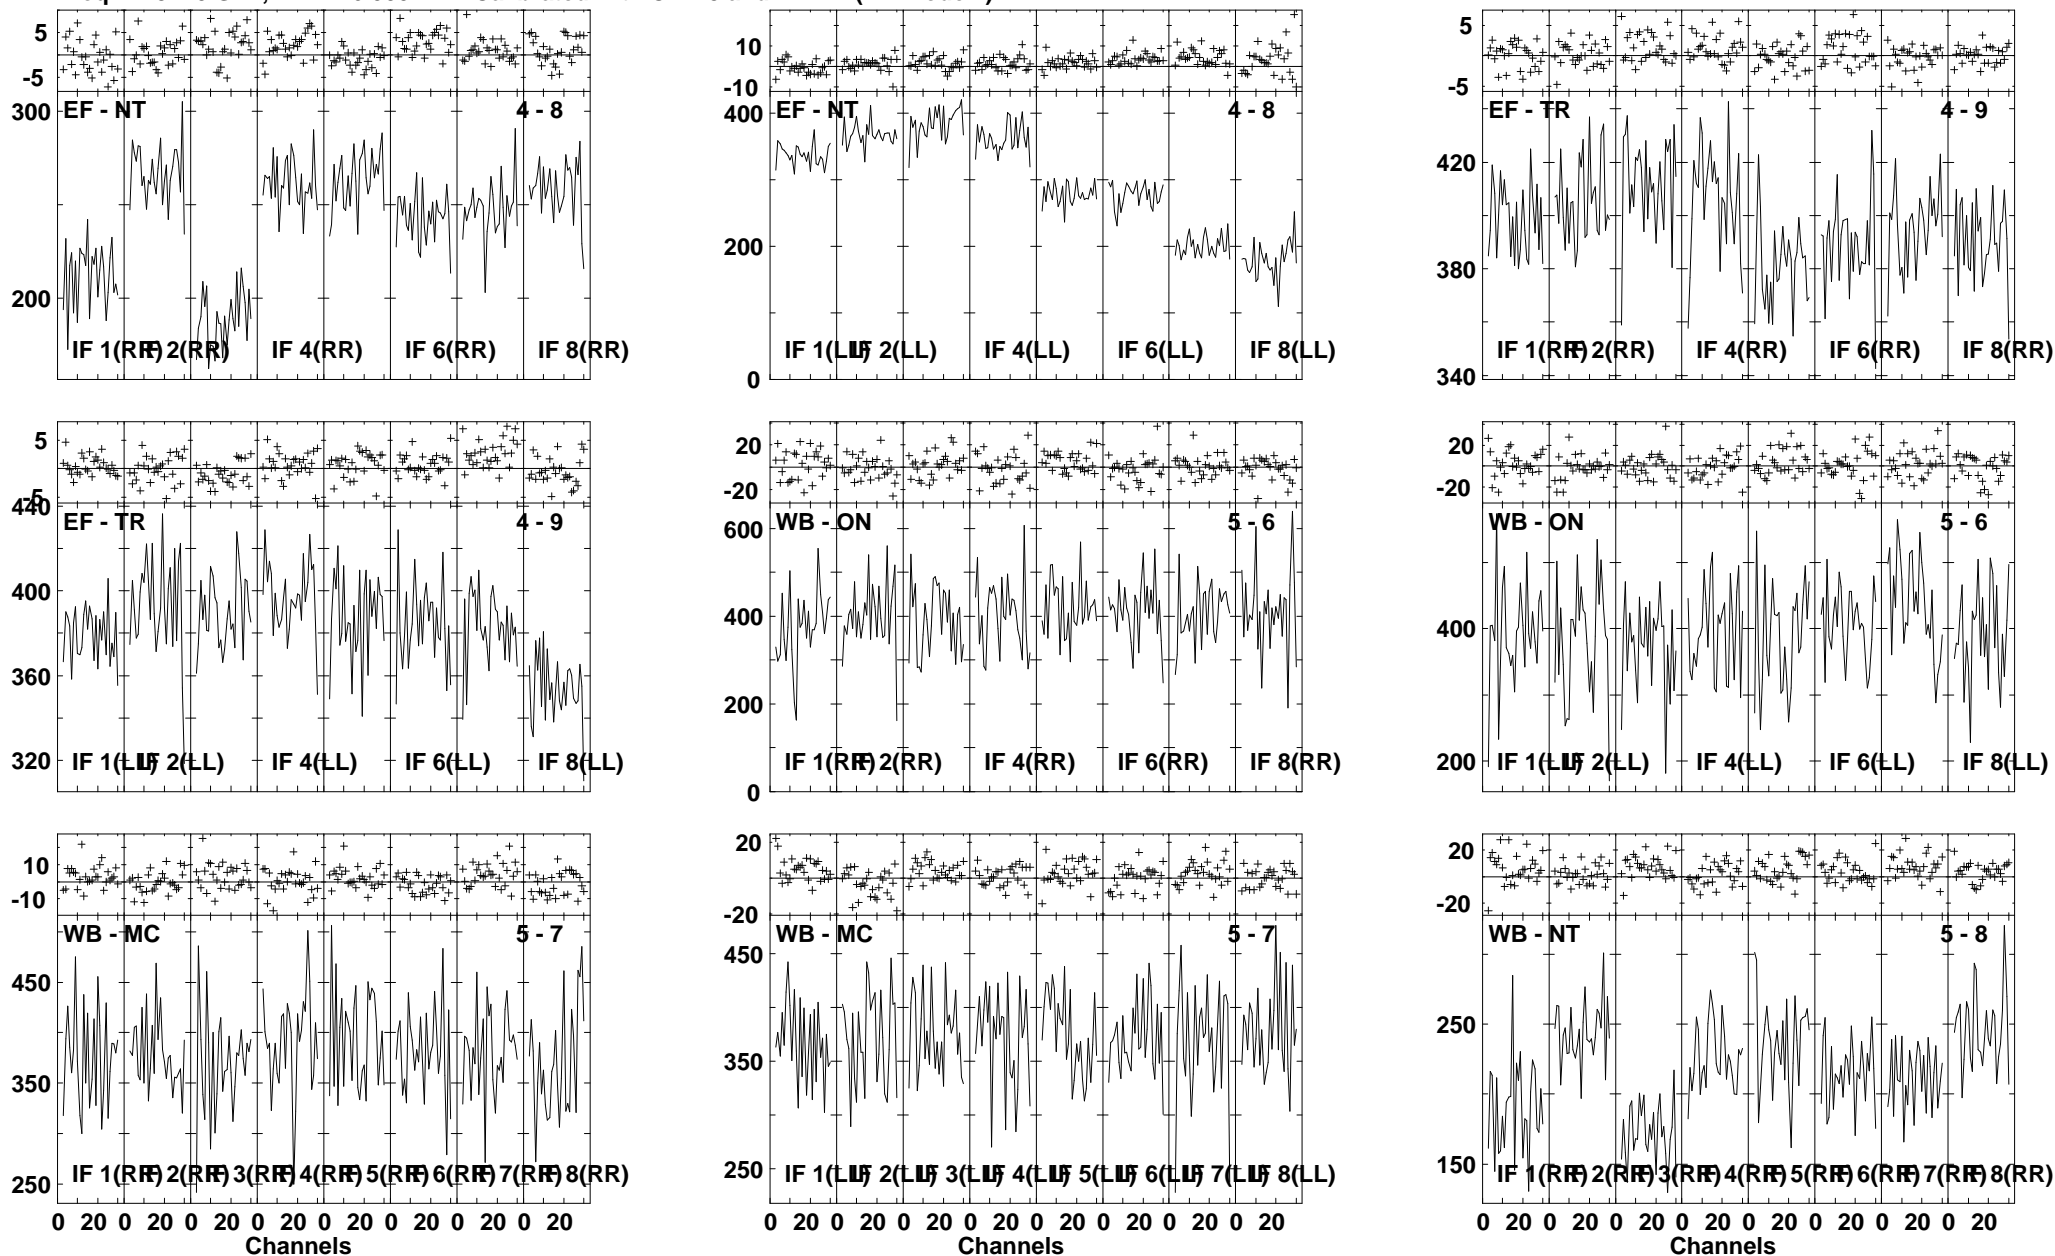 5 10 5
-5 -10 -5
300 EF - NT 4 - 8 400 EF - NT 4 - 8 EF - TR 4 - 9
420
200 200 380
IF 1(RR) IF 2(RR) IF 4(RR) IF 6(RR) IF 8(RR) IF 1(LL) IF 2(LL) IF 4(LL) IF 6(LL) IF 8(LL) IF 1(RR) IF 2(RR) IF 4(RR) IF 6(RR) IF 8(RR)
0 340
5 20 20
-5 -20 -20
440 EF - TR 4 - 9 600 WB - ON 5 - 6 WB - ON 5 - 6
400 400 400
360 200
320 IF 1(LL) IF 2(LL) IF 4(LL) IF 6(LL) IF 8(LL) IF 1(RR) IF 2(RR) IF 4(RR) IF 6(RR) IF 8(RR) 200 IF 1(LL) IF 2(LL) IF 4(LL) IF 6(LL) IF 8(LL)
0
10 20 20
-10 -20 -20
WB - MC 5 - 7 WB - MC 5 - 7 WB - NT 5 - 8
450 450 250
350 350
250 IF 1(RR) IF 2(RR) IF 3(RR) IF 4(RR) IF 5(RR) IF 6(RR) IF 7(RR) IF 8(RR) 250 IF 1(LL) IF 2(LL) IF 3(LL) IF 4(LL) IF 5(LL) IF 6(LL) IF 7(LL) IF 8(LL) 150 IF 1(RR) IF 2(RR) IF 3(RR) IF 4(RR) IF 5(RR) IF 6(RR) IF 7(RR) IF 8(RR)
0 20 0 20 0 20 0 20 0 20 0 20 0 20 0 20 0 20 0 20 0 20 0 20 0 20 0 20 0 20 0 20 0 20 0 20 0 20 0 20 0 20 0 20 0 20 0 20
Channels Channels Channels